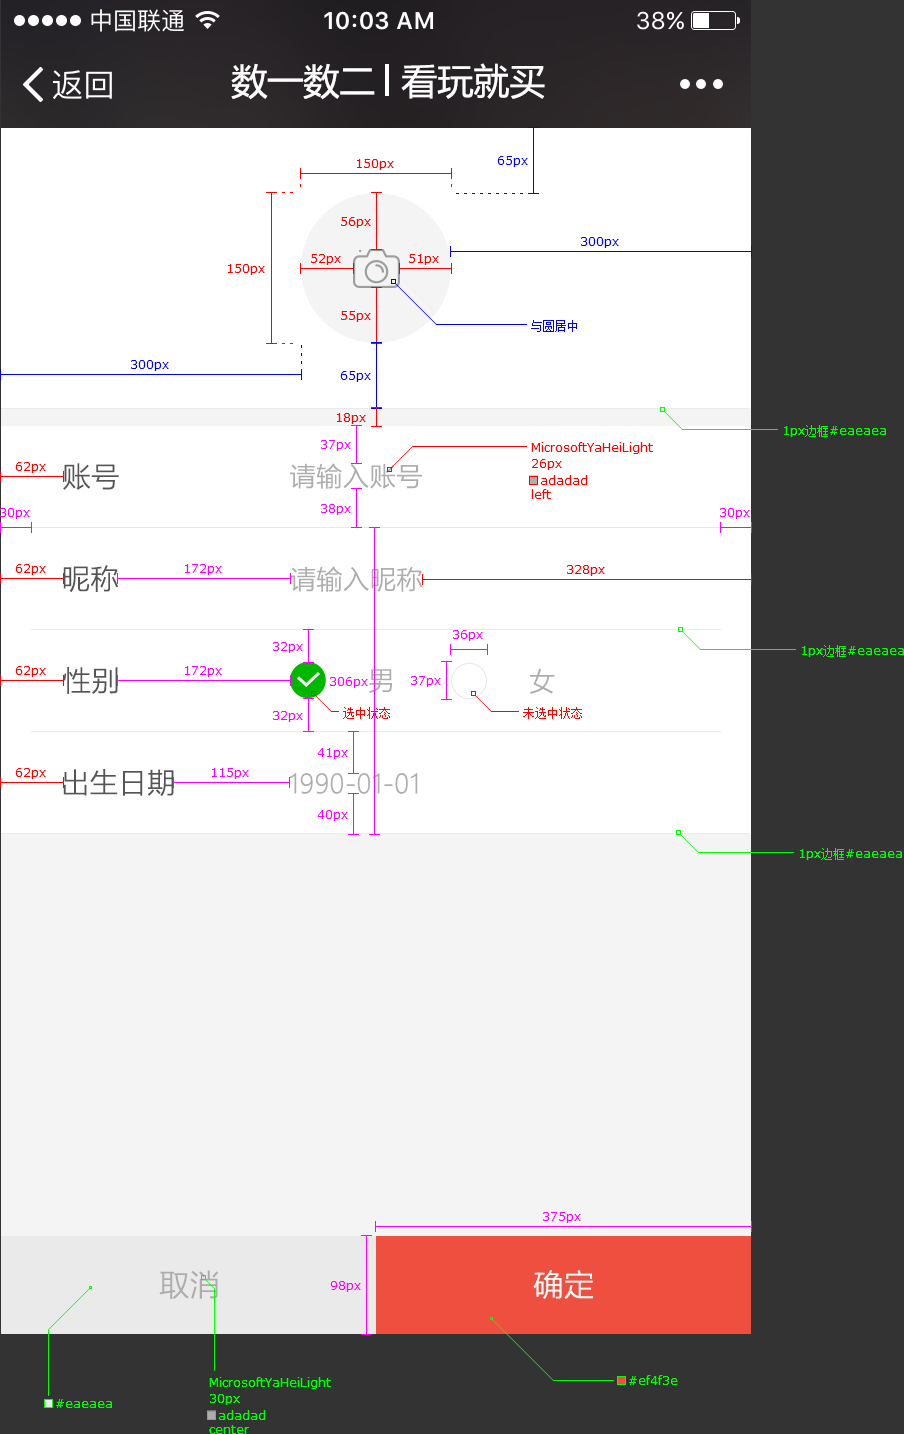 中国联通 10:03 AM 38%
返回 数一数二 | 看玩就买
150px
65px
56px
300px
150px
52px
51px
55px
与圆居中
300px
65px
18px
1px边框#eaeaea
37px
MicrosoftYaHeiLight
26px
adadad
left
62px
账号
请输入账号
38px
30px
30px
62px
昵称
172px
请输入昵称
328px
36px
32px
1px边框#eaeaea
62px
性别
172px
306px
男
37px
女
32px
选中状态
未选中状态
41px
62px
出生日期
115px
1990-01-01
40px
1px边框#eaeaea
375px
98px
取消
确定
#eaeaea
MicrosoftYaHeiLight
30px
adadad
center
#ef4f3e